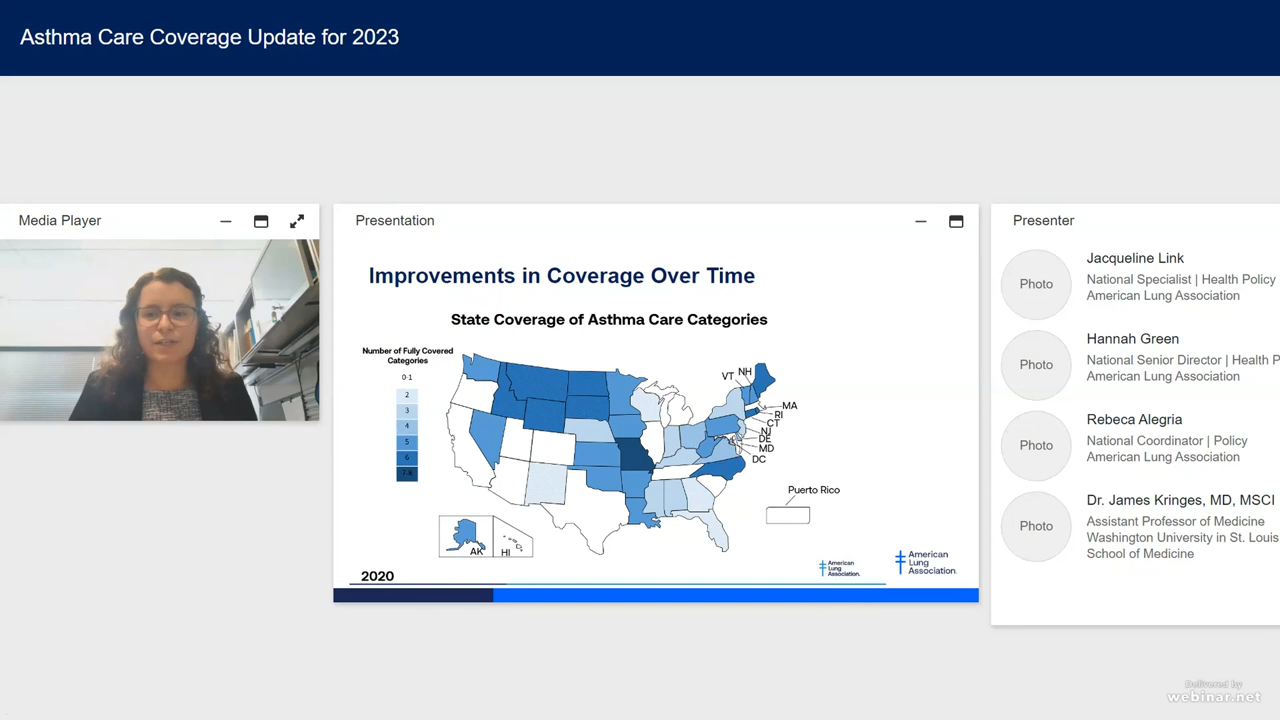 Asthma Care Coverage Update for 2023
Media Player
Presentation
Improvements in Coverage Over Time
State Coverage of Asthma Care Categories
Number of Fully Covered
Categories
0-1
2
3
4
5
6
7-8
VT
NH
MA
RI
CT
NJ
DE
MD
DC
Puerto Rico
AK
HI
2020
American
Lung
Association.
American
Lung
Association.
Presenter
Photo
Jacqueline Link
National Specialist | Health Policy
American Lung Association
Photo
Hannah Green
National Senior Director | Health P
American Lung Association
Photo
Rebeca Alegria
National Coordinator | Policy
American Lung Association
Photo
Dr. James Kringes, MD, MSCI
Assistant Professor of Medicine
Washington University in St. Louis
School of Medicine
Delivered by
webinar.net